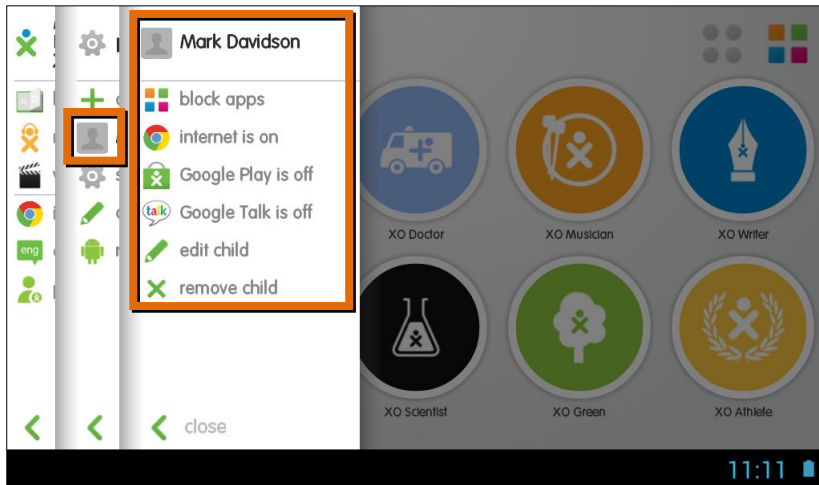 Mark Davidson
block apps
internet is on
Google Play is off
talk
Google Talk is off
edit child
remove child
close
eng
XO Doctor
XO Musician
XO Writer
XO Scientist
XO Green
XO Athlete
11:11